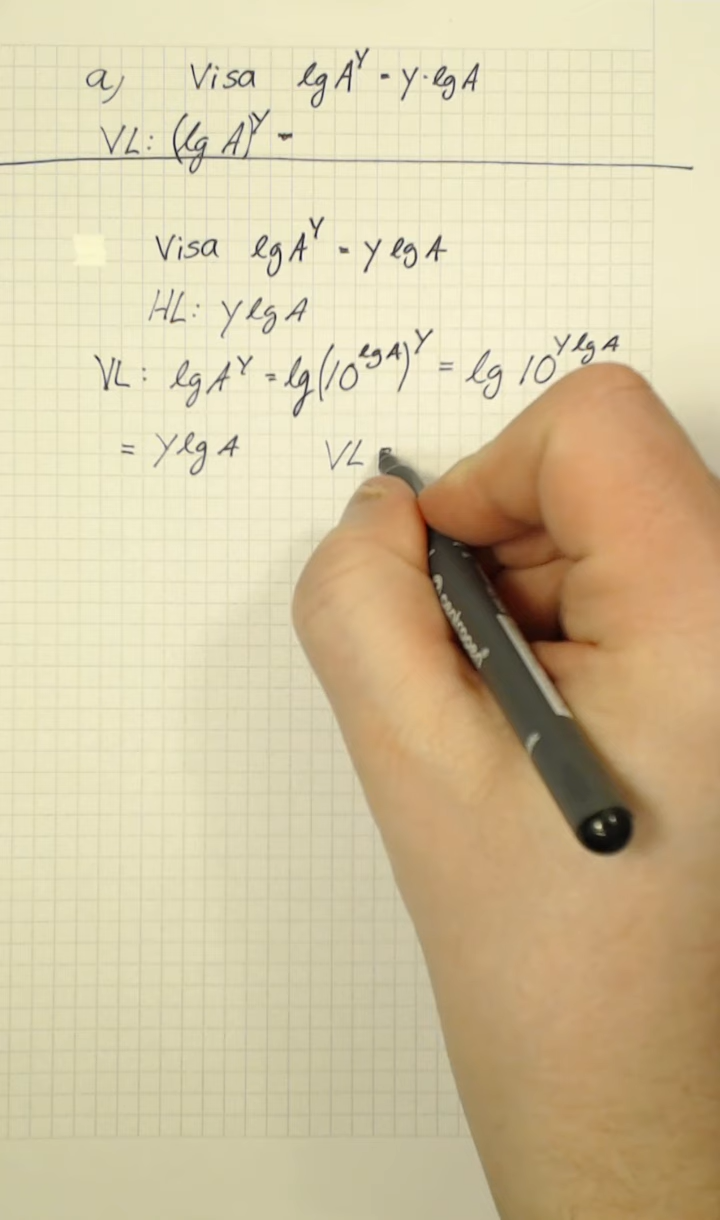 a) Visa lg A^Y = y·lg A
VL: (lg A)^Y =
Visa lg A^Y = y lg A
HL: y lg A
VL: lg A^Y = lg(10^(lg A))^Y = lg 10^(Y lg A)
= y lg A VL =